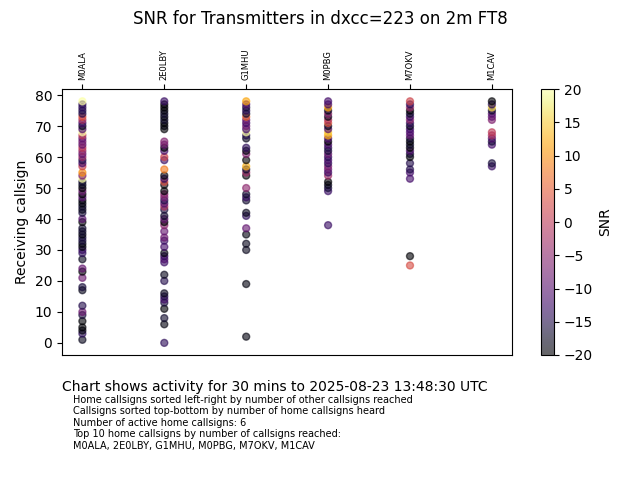 SNR for Transmitters in dxcc=223 on 2m FT8
M0ALA 2E0LBY G1MHU M0PBG M7OKV M1CAV
80
70
60
50
40
30
20
10
0
Receiving callsign
20
15
10
5
0
−5
−10
−15
−20
SNR
Chart shows activity for 30 mins to 2025-08-23 13:48:30 UTC
Home callsigns sorted left-right by number of other callsigns reached
Callsigns sorted top-bottom by number of home callsigns heard
Number of active home callsigns: 6
Top 10 home callsigns by number of callsigns reached:
M0ALA, 2E0LBY, G1MHU, M0PBG, M7OKV, M1CAV